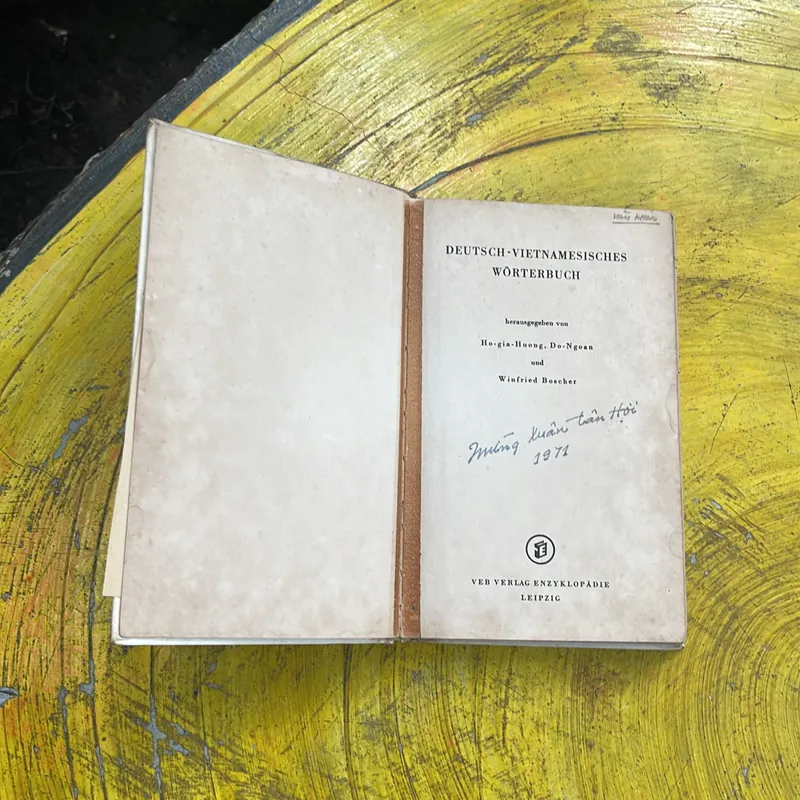 DEUTSCH-VIETNAMESISCHES
WÖRTERBUCH
herausgegeben von
Ho-gia-Huong, Do-Ngoan
und
Winfried Boscher
mừng Xuân Tân Hợi
1971
VEB VERLAG ENZYKLOPÄDIE
LEIPZIG